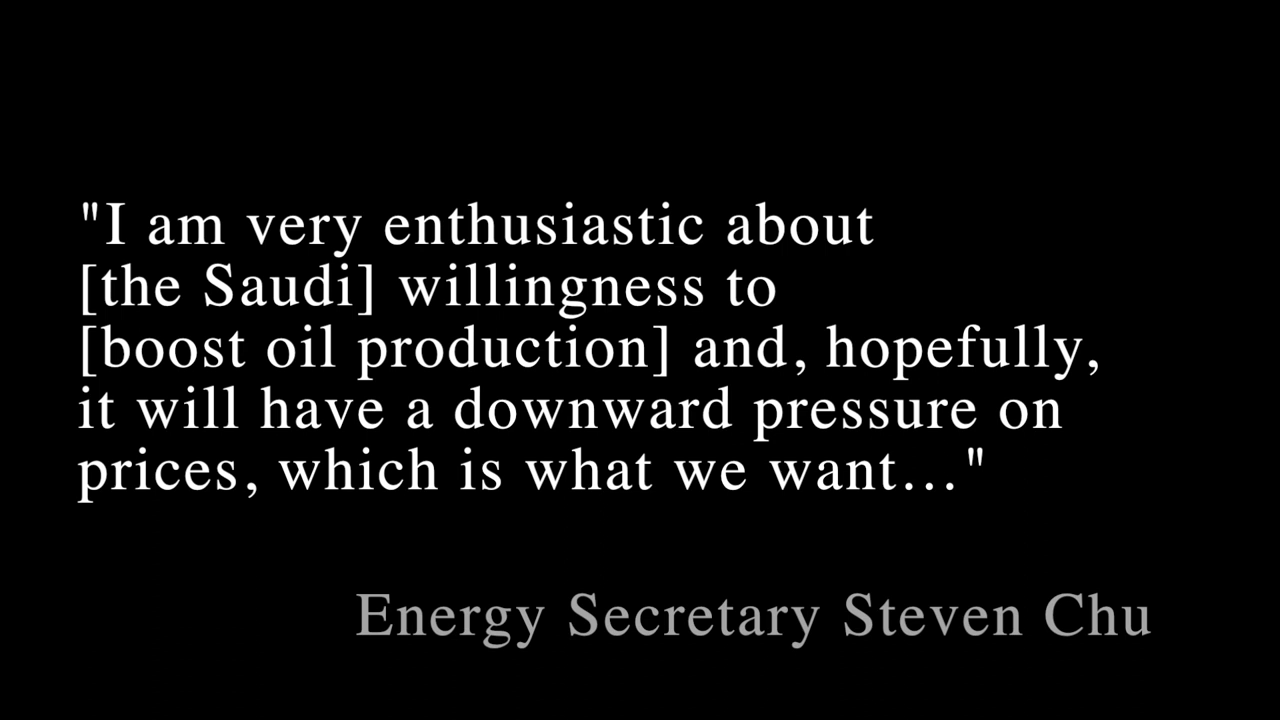 "I am very enthusiastic about
[the Saudi] willingness to
[boost oil production] and, hopefully,
it will have a downward pressure on
prices, which is what we want..."
Energy Secretary Steven Chu